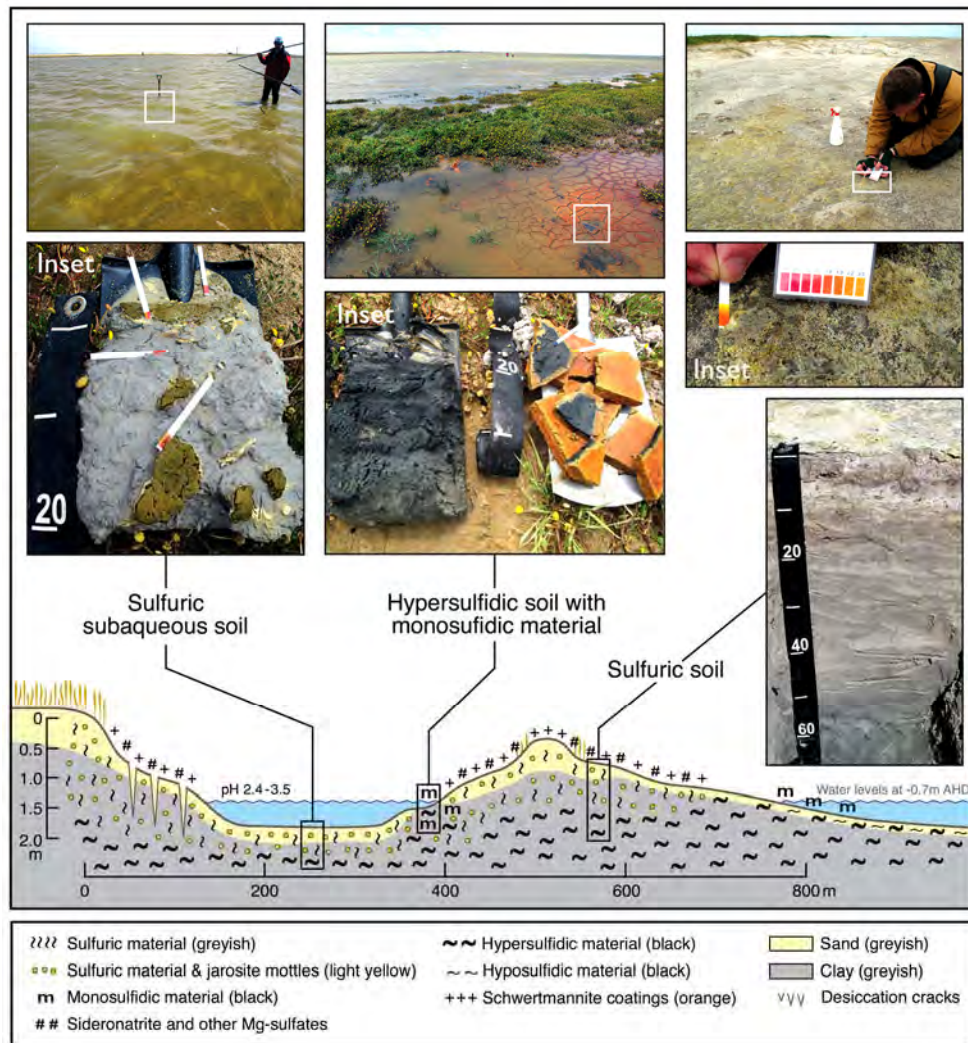 Inset
20
Inset
20
Inset
20
40
60
Sulfuric
subaqueous soil
Hypersulfidic soil with
monosufidic material
Sulfuric soil
0
0.5
1.0
1.5
2.0
m
+ # + # + # +
pH 2.4 -3.5
m
m
+ # + # + # + # +
# + # + # + # + # +
m
m
m
Water levels at -0.7m AHD
0
200
400
600
800 m
Sulfuric material (greyish)
Sulfuric material & jarosite mottles (light yellow)
m Monosulfidic material (black)
## Sideronatrite and other Mg-sulfates
Hypersulfidic material (black)
Hyposulfidic material (black)
+++ Schwertmannite coatings (orange)
Sand (greyish)
Clay (greyish)
Desiccation cracks